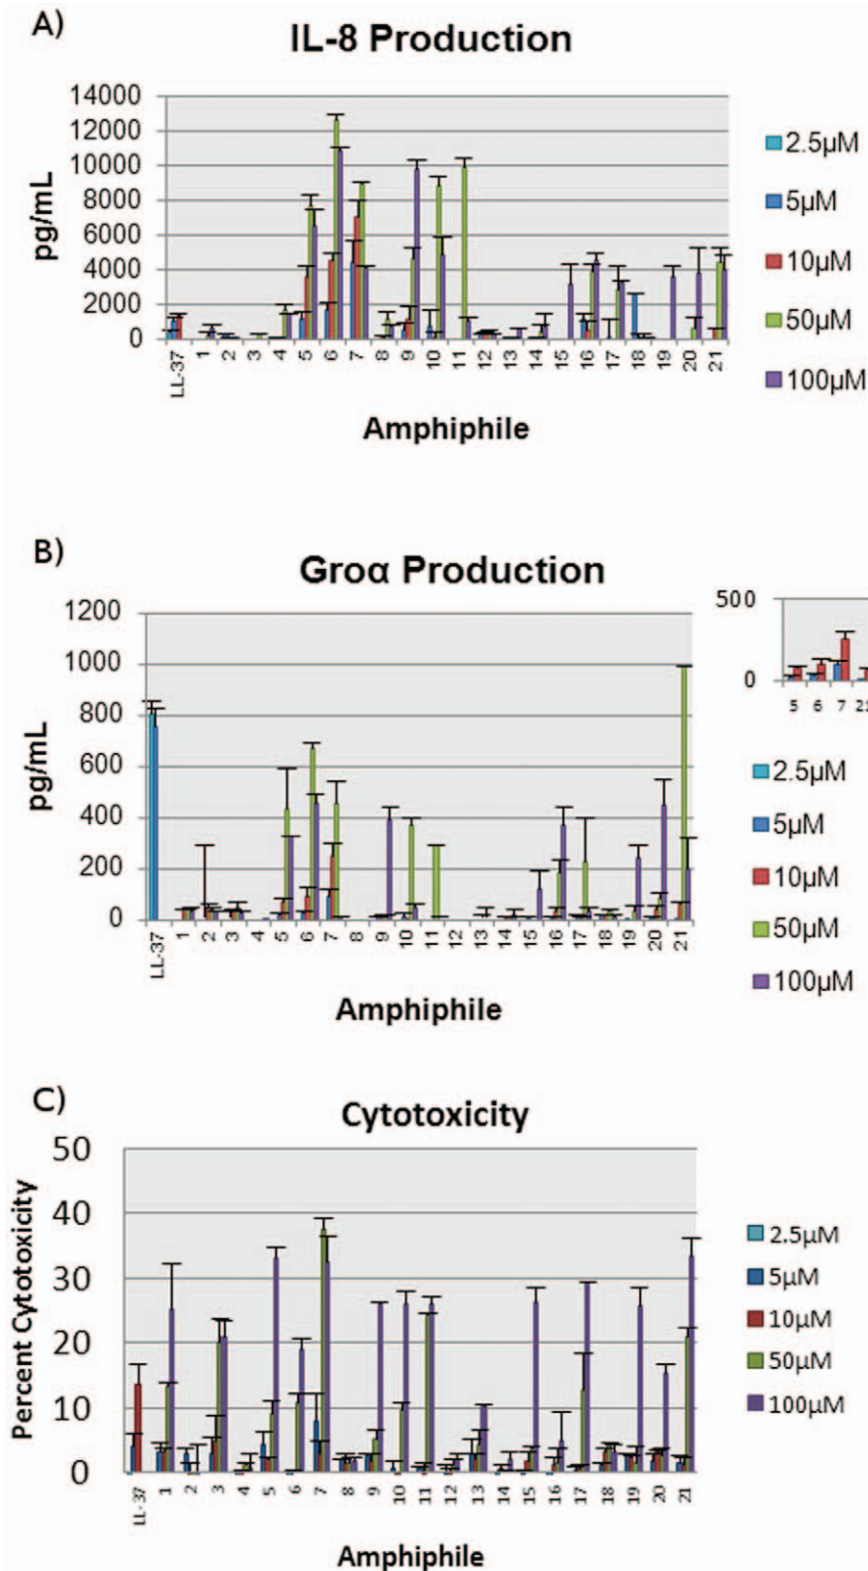 A)
IL-8 Production
14000
12000
10000
8000
6000
4000
2000
0
pg/mL
LL-37 1 2 3 4 5 6 7 8 9 10 11 12 13 14 15 16 17 18 19 20 21
Amphiphile
2.5µM
5µM
10µM
50µM
100µM
B)
Groα Production
1200
1000
800
600
400
200
0
pg/mL
LL-37 1 2 3 4 5 6 7 8 9 10 11 12 13 14 15 16 17 18 19 20 21
Amphiphile
500
0
5 6 7
2.5µM
5µM
10µM
50µM
100µM
C)
Cytotoxicity
50
40
30
20
10
0
Percent Cytotoxicity
LL-37 1 2 3 4 5 6 7 8 9 10 11 12 13 14 15 16 17 18 19 20 21
Amphiphile
2.5µM
5µM
10µM
50µM
100µM